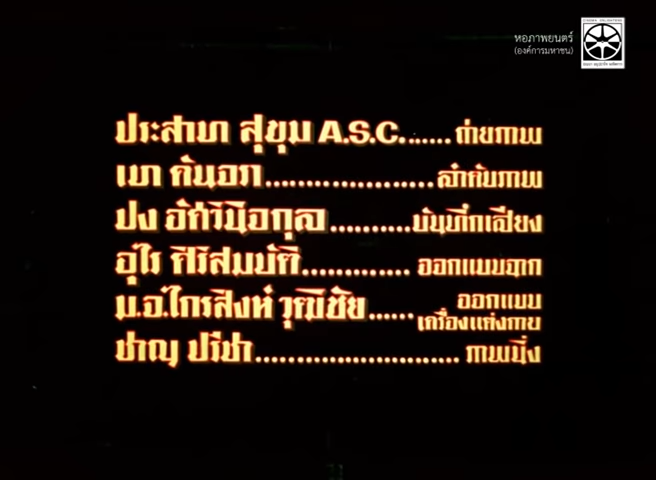 หอภาพยนตร์
(องค์การมหาชน)
ประสาท สุขุม A.S.C. ...... ถ่ายภาพ
เมา คันฉอก .................... ลำดับภาพ
ปง อัศวินิจกุล .......... บันทึกเสียง
อุไร ศิริสมบัติ ............. ออกแบบฉาก
ม.จ.ไกรสิงห์ วุฒิชัย ...... ออกแบบ
เครื่องแต่งกาย
ชาญ ปรีชา ......................... ภาพนิ่ง